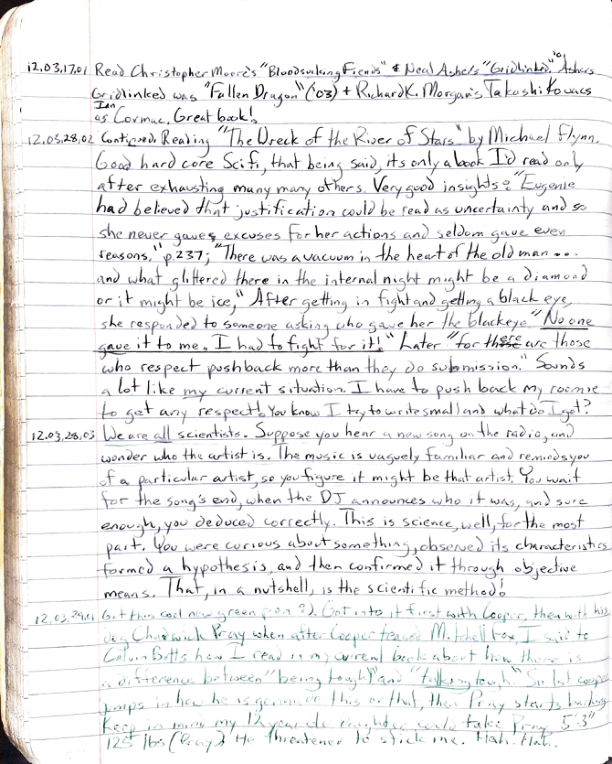 12.03.17.01 Read Christopher Moore's "Bloodsucking Fiends" & Neal Asher's "Gridlinked." Ashers
Gridlinked was "Fallen Dragon" ('03) + Richard K. Morgan's Takeshi Kovacs
Ian
as Cormac. Great book!
12.03.28.02 Continued Reading "The Wreck of the River of Stars" by Michael Flynn.
Good hard core Scifi, that being said, its only a book I'd read only
after exhausting many many others. Very good insights: "Eugenie
had believed that justification could be read as uncertainty and so
she never gaves excuses for her actions and seldom gave even
reasons," p.237; "There was a vacuum in the heart of the old man...
and what glittered there in the internal night might be a diamond
or it might be ice," After getting in fight and getting a black eye
she responded to someone asking who gave her the blackeye "No one
gave it to me. I had to fight for it!" Later "for there are those
who respect pushback more than they do submission." Sounds
a lot like my current situation. I have to push back my roomie
to get any respect! You know I try to write small and what do I get?
12.03.28.03 We are all scientists. Suppose you hear a new song on the radio, and
wonder who the artist is. The music is vaguely familiar and reminds you
of a particular artist, so you figure it might be that artist. You wait
for the song's end, when the DJ announces who it was, and sure
enough, you deduced correctly. This is science, well, for the most
part. You were curious about something, observed its characteristics
formed a hypothesis, and then confirmed it through objective
means. That, in a nutshell, is the scientific method!
12.03.29.01 Got this cool new green pen Got into it first with Cooper, then with his
dog Chadwick Pray when after Cooper teased Mitchell Fox, I said to
Calvin Botts how I read in my current book about how there is
a difference between "being tough" and "talking tough." So
jumps in how he is gonna do this or that, then Pray starts
Keep in mind my 12 year old daughter could take Pray 5'3"
125 lbs (Pray). He threatened to stick me. Hah. Hah.